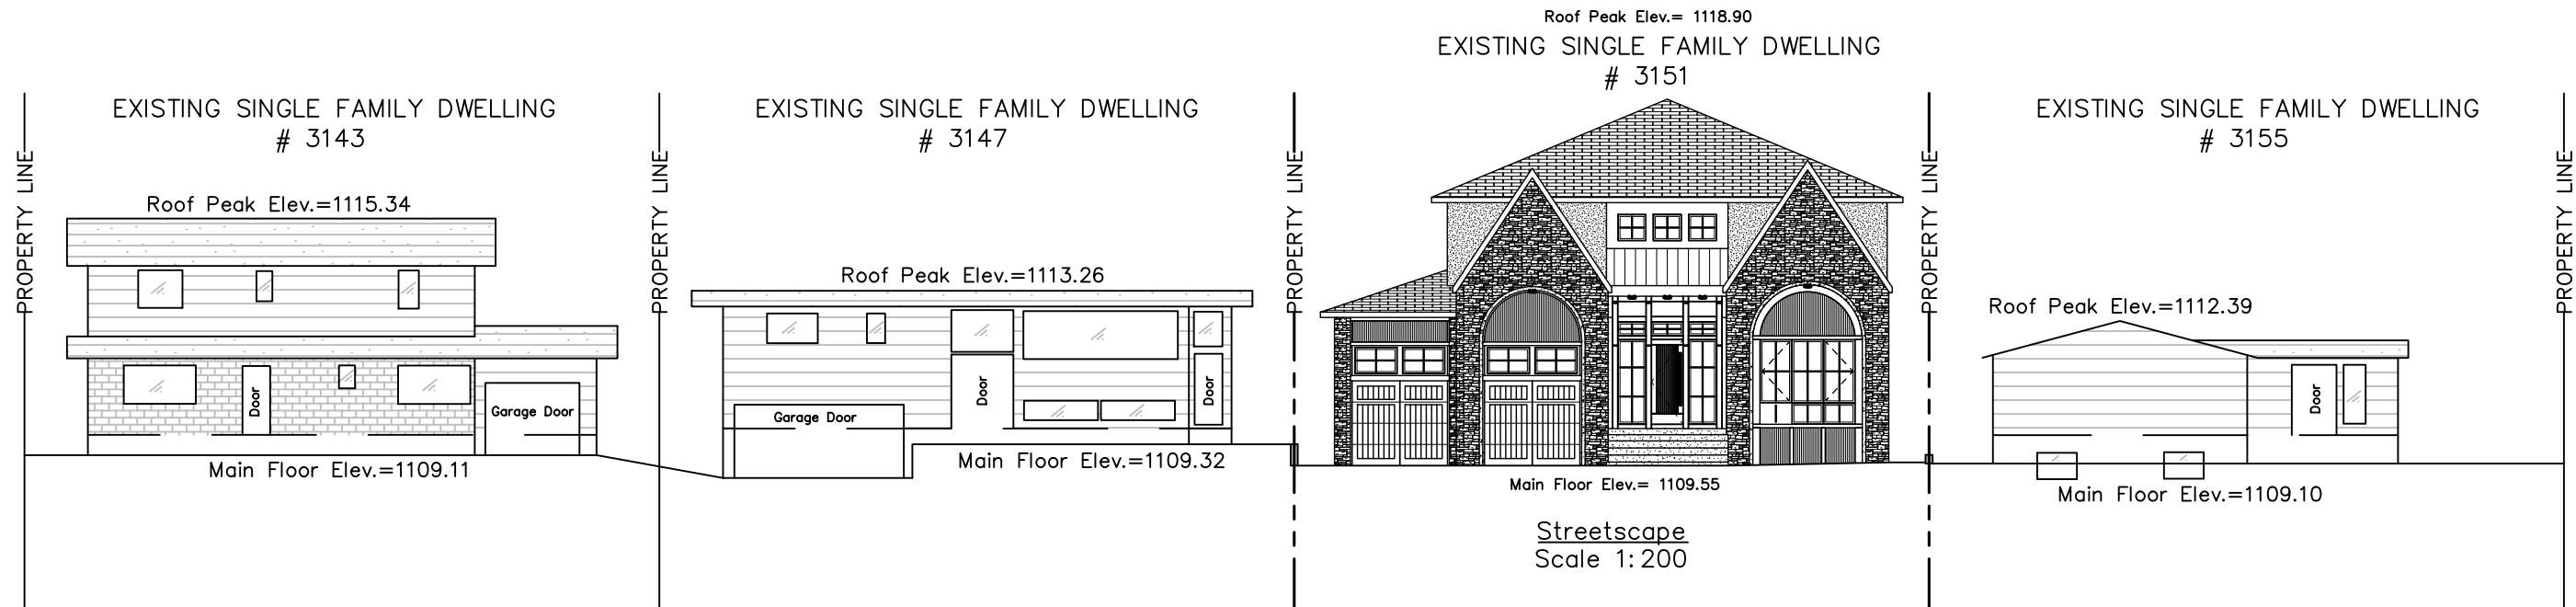 Roof Peak Elev.= 1118.90
EXISTING SINGLE FAMILY DWELLING
# 3151
EXISTING SINGLE FAMILY DWELLING
# 3143
EXISTING SINGLE FAMILY DWELLING
# 3147
EXISTING SINGLE FAMILY DWELLING
# 3155
PROPERTY LINE
PROPERTY LINE
PROPERTY LINE
PROPERTY LINE
PROPERTY LINE
Roof Peak Elev.=1115.34
Roof Peak Elev.=1113.26
Roof Peak Elev.=1112.39
Door
Garage Door
Garage Door
Door
Door
Door
Main Floor Elev.=1109.11
Main Floor Elev.=1109.32
Main Floor Elev.= 1109.55
Main Floor Elev.=1109.10
Streetscape
Scale 1:200